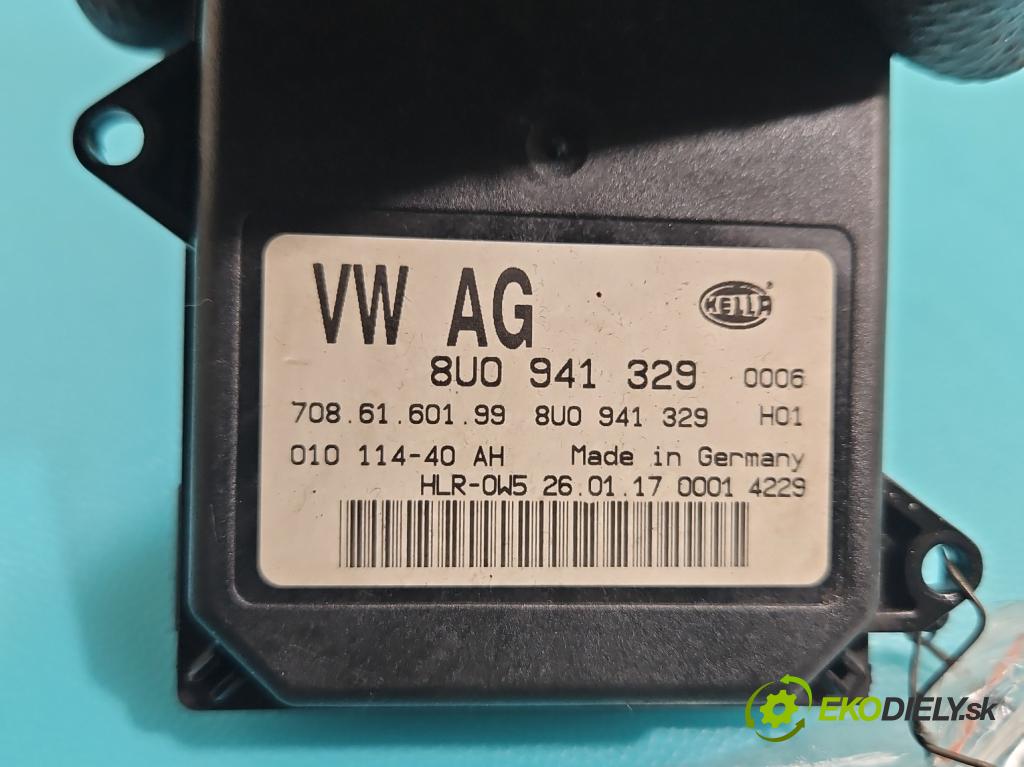 VW AG
HELLA
8U0 941 329 0006
708.61.601.99 8U0 941 329 H01
010 114-40 AH Made in Germany
HLR-0W5 26.01.17 0001 4229
EKODIELY.sk